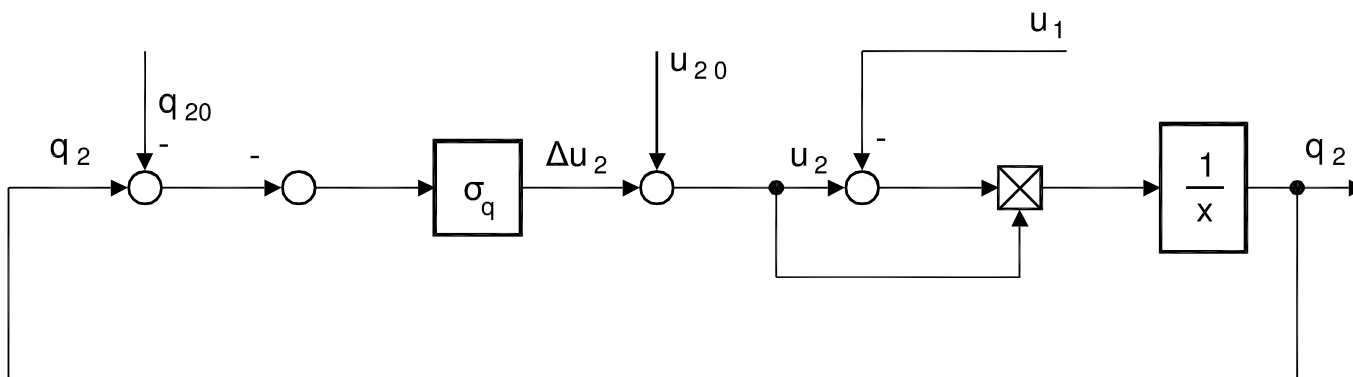 u₁
u₂₀
q₂₀
q₂
-
-
Δu₂
u₂
-
q₂
σq
1
x